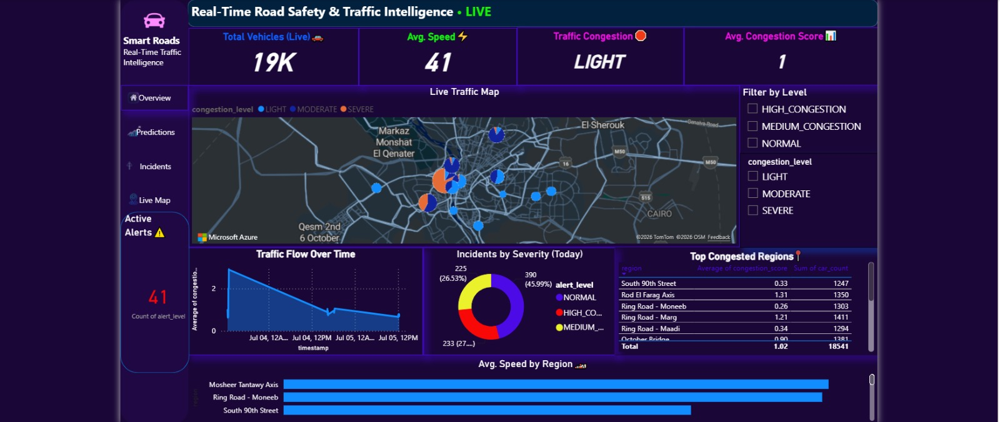 Real-Time Road Safety & Traffic Intelligence • LIVE
Smart Roads
Real-Time Traffic
Intelligence
Overview
Predictions
Incidents
Live Map
Active
Alerts
41
Count of alert_level
Total Vehicles (Live)
19K
Avg. Speed
41
Traffic Congestion
LIGHT
Avg. Congestion Score
1
Live Traffic Map
congestion_level LIGHT MODERATE SEVERE
Markaz
Monshat
El Qenater
El Sherouk
Geneiva Road
M50
M50
16
515
CAIRO
Qesm 2nd
6 October
Microsoft Azure
©2026 TomTom ©2026 OSM Feedback
Filter by Level
HIGH_CONGESTION
MEDIUM_CONGESTION
NORMAL
congestion_level
LIGHT
MODERATE
SEVERE
Traffic Flow Over Time
Average of congestio...
2
0
Jul 04, 12A... Jul 04, 12PM Jul 05, 12A... Jul 05, 12PM
timestamp
Incidents by Severity (Today)
225
(26.53%)
390
(45.99%)
233 (27....)
alert_level
NORMAL
HIGH_CO...
MEDIUM_...
Top Congested Regions
region Average of congestion_score Sum of car_count
South 90th Street 0.33 1247
Rod El Farag Axis 1.31 1350
Ring Road - Moneeb 0.26 1303
Ring Road - Marg 1.21 1411
Ring Road - Maadi 0.34 1294
October Bridge 0.90 1381
Total 1.02 18541
Avg. Speed by Region
region
Mosheer Tantawy Axis
Ring Road - Moneeb
South 90th Street